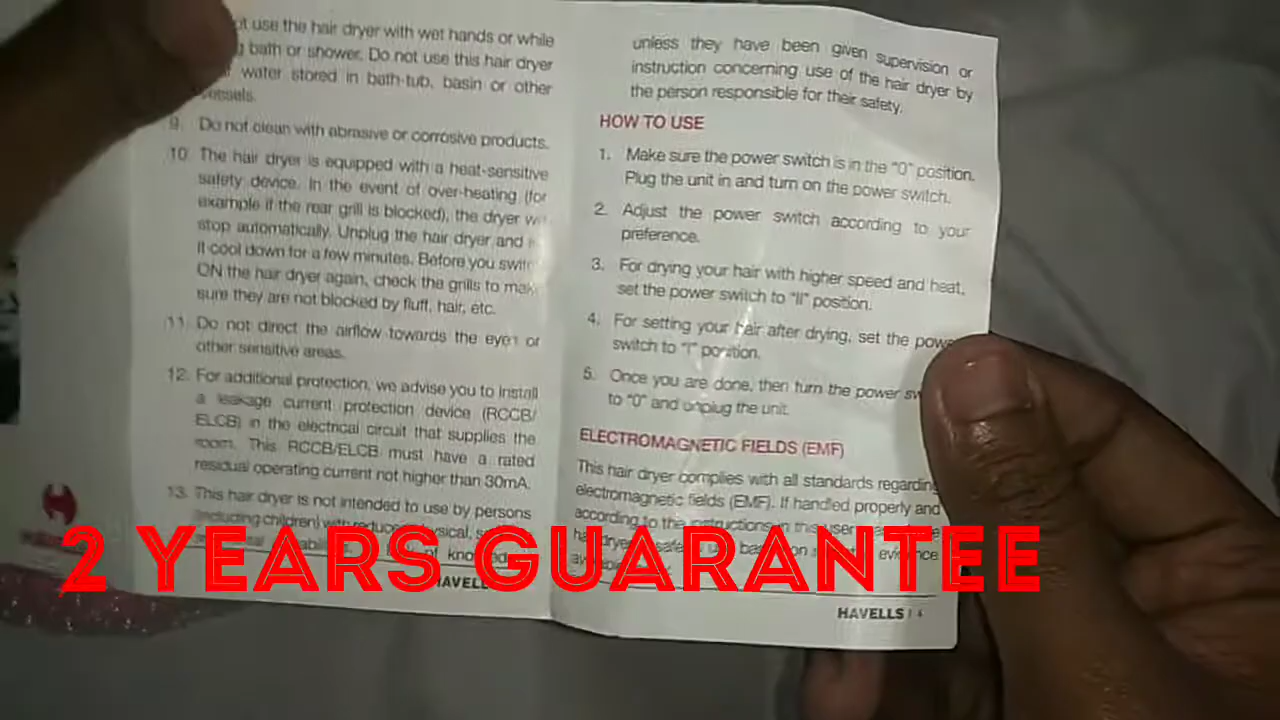 use the hair dryer with wet hands or while
bath or shower. Do not use this hair dryer
water stored in bath-tub, basin or other
vessels.
9. Do not clean with abrasive or corrosive products.
10. The hair dryer is equipped with a heat-sensitive
safety device. In the event of over-heating (for
example if the rear grill is blocked), the dryer
stop automatically. Unplug the hair dryer and
it cool down for a few minutes. Before you
ON the hair dryer again, check the grills to
sure they are not blocked by fluff, hair, etc.
11. Do not direct the airflow towards the eyes or
other sensitive areas.
12. For additional protection, we advise you to install
a leakage current protection device (RCCB/
ELCB) in the electrical circuit that supplies the
room. This RCCB/ELCB must have a rated
residual operating current not higher than 30mA.
13. This hair dryer is not intended to use by persons
(including children) with
HAVELLS
unless they have been given supervision or
instruction concerning use of the hair dryer by
the person responsible for their safety.
HOW TO USE
1. Make sure the power switch is in the "0" position.
Plug the unit in and turn on the power switch.
2. Adjust the power switch according to your
preference.
3. For drying your hair with higher speed and heat,
set the power switch to "II" position.
4. For setting your hair after drying, set the
switch to "I" position.
5. Once you are done, then turn the power
to "0" and unplug the unit.
ELECTROMAGNETIC FIELDS (EMF)
This hair dryer complies with all standards regarding
electromagnetic fields (EMF). If handled properly and
according to the instructions in this user
evidence
HAVELLS | 4
2 YEARS GUARANTEE